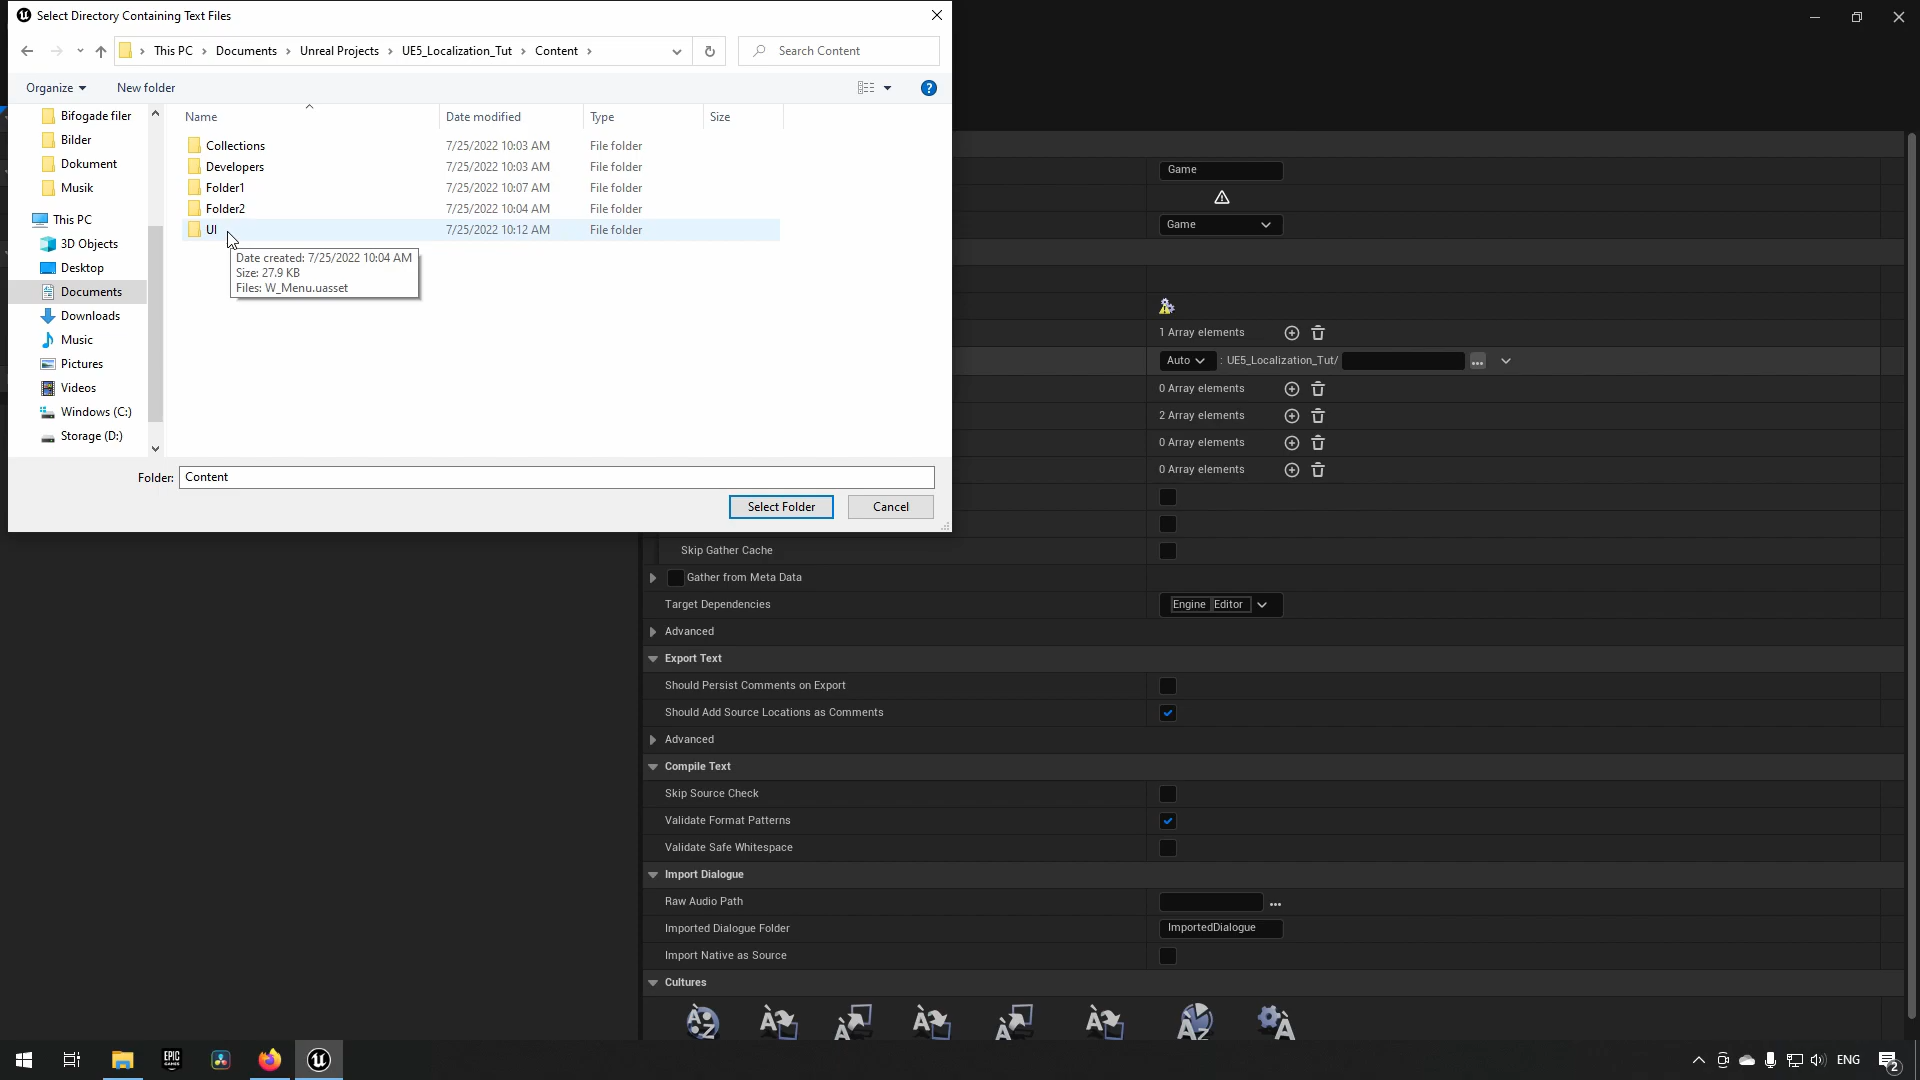 Select Directory Containing Text Files
This PC > Documents > Unreal Projects > UE5_Localization_Tut > Content >
Search Content
Organize
New folder
Name
Date modified
Type
Size
Bifogade filer
Bilder
Dokument
Musik
This PC
3D Objects
Desktop
Documents
Downloads
Music
Pictures
Videos
Windows (C:)
Storage (D:)
Collections 7/25/2022 10:03 AM File folder
Developers 7/25/2022 10:03 AM File folder
Folder1 7/25/2022 10:07 AM File folder
Folder2 7/25/2022 10:04 AM File folder
UI 7/25/2022 10:12 AM File folder
Date created: 7/25/2022 10:04 AM
Size: 27.9 KB
Files: W_Menu.uasset
Folder: Content
Select Folder
Cancel
Game
Game
1 Array elements
Auto : UE5_Localization_Tut/ ...
0 Array elements
2 Array elements
0 Array elements
0 Array elements
Skip Gather Cache
Gather from Meta Data
Target Dependencies Engine Editor
Advanced
Export Text
Should Persist Comments on Export
Should Add Source Locations as Comments
Advanced
Compile Text
Skip Source Check
Validate Format Patterns
Validate Safe Whitespace
Import Dialogue
Raw Audio Path ...
Imported Dialogue Folder ImportedDialogue
Import Native as Source
Cultures
EPIC GAMES
ENG
2